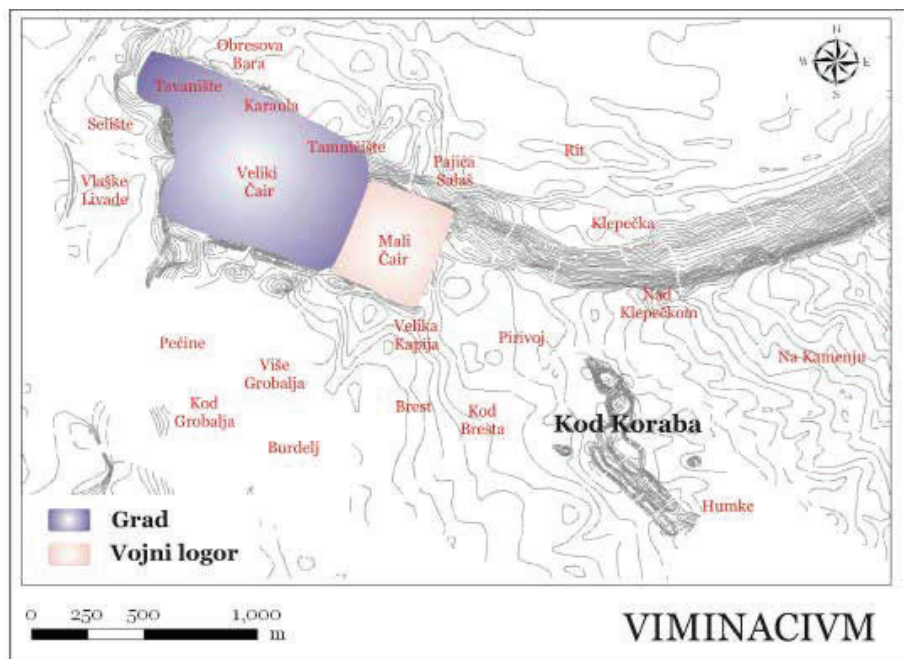 Obresova
Bara
N
W E
S
Tavanište
Karaula
Selište
Tamnićište
Rit
Pajića
Salaš
Vlaške
Livade
Veliki
Čair
Klepečka
Mali
Čair
Nad
Klepečkom
Velika
Kapija
Pirivoj
Pećine
Na Kamenju
Više
Grobalja
Kod
Grobalja
Brest
Kod
Bresta
Kod Koraba
Burdelj
Humke
Grad
Vojni logor
0 250 500 1,000
m
VIMINACIVM